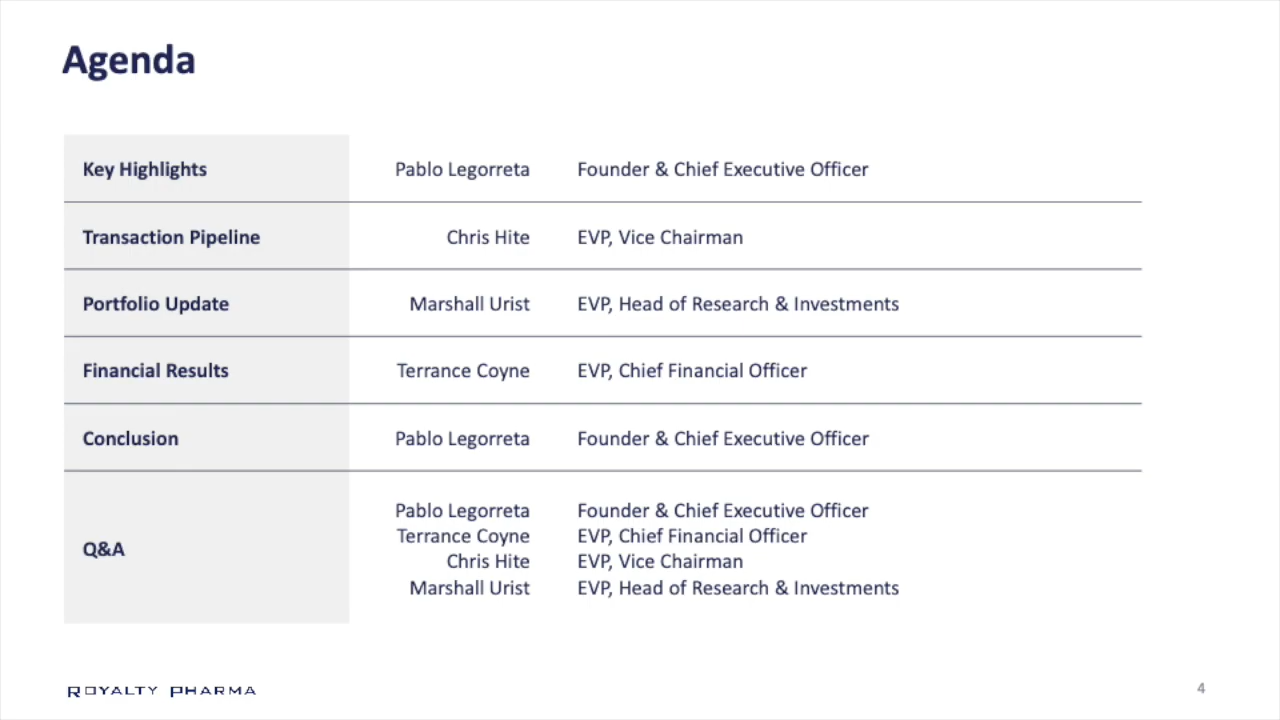 Agenda
Key Highlights Pablo Legorreta Founder & Chief Executive Officer
Transaction Pipeline Chris Hite EVP, Vice Chairman
Portfolio Update Marshall Urist EVP, Head of Research & Investments
Financial Results Terrance Coyne EVP, Chief Financial Officer
Conclusion Pablo Legorreta Founder & Chief Executive Officer
Q&A
Pablo Legorreta Founder & Chief Executive Officer
Terrance Coyne EVP, Chief Financial Officer
Chris Hite EVP, Vice Chairman
Marshall Urist EVP, Head of Research & Investments
ROYALTY PHARMA
4